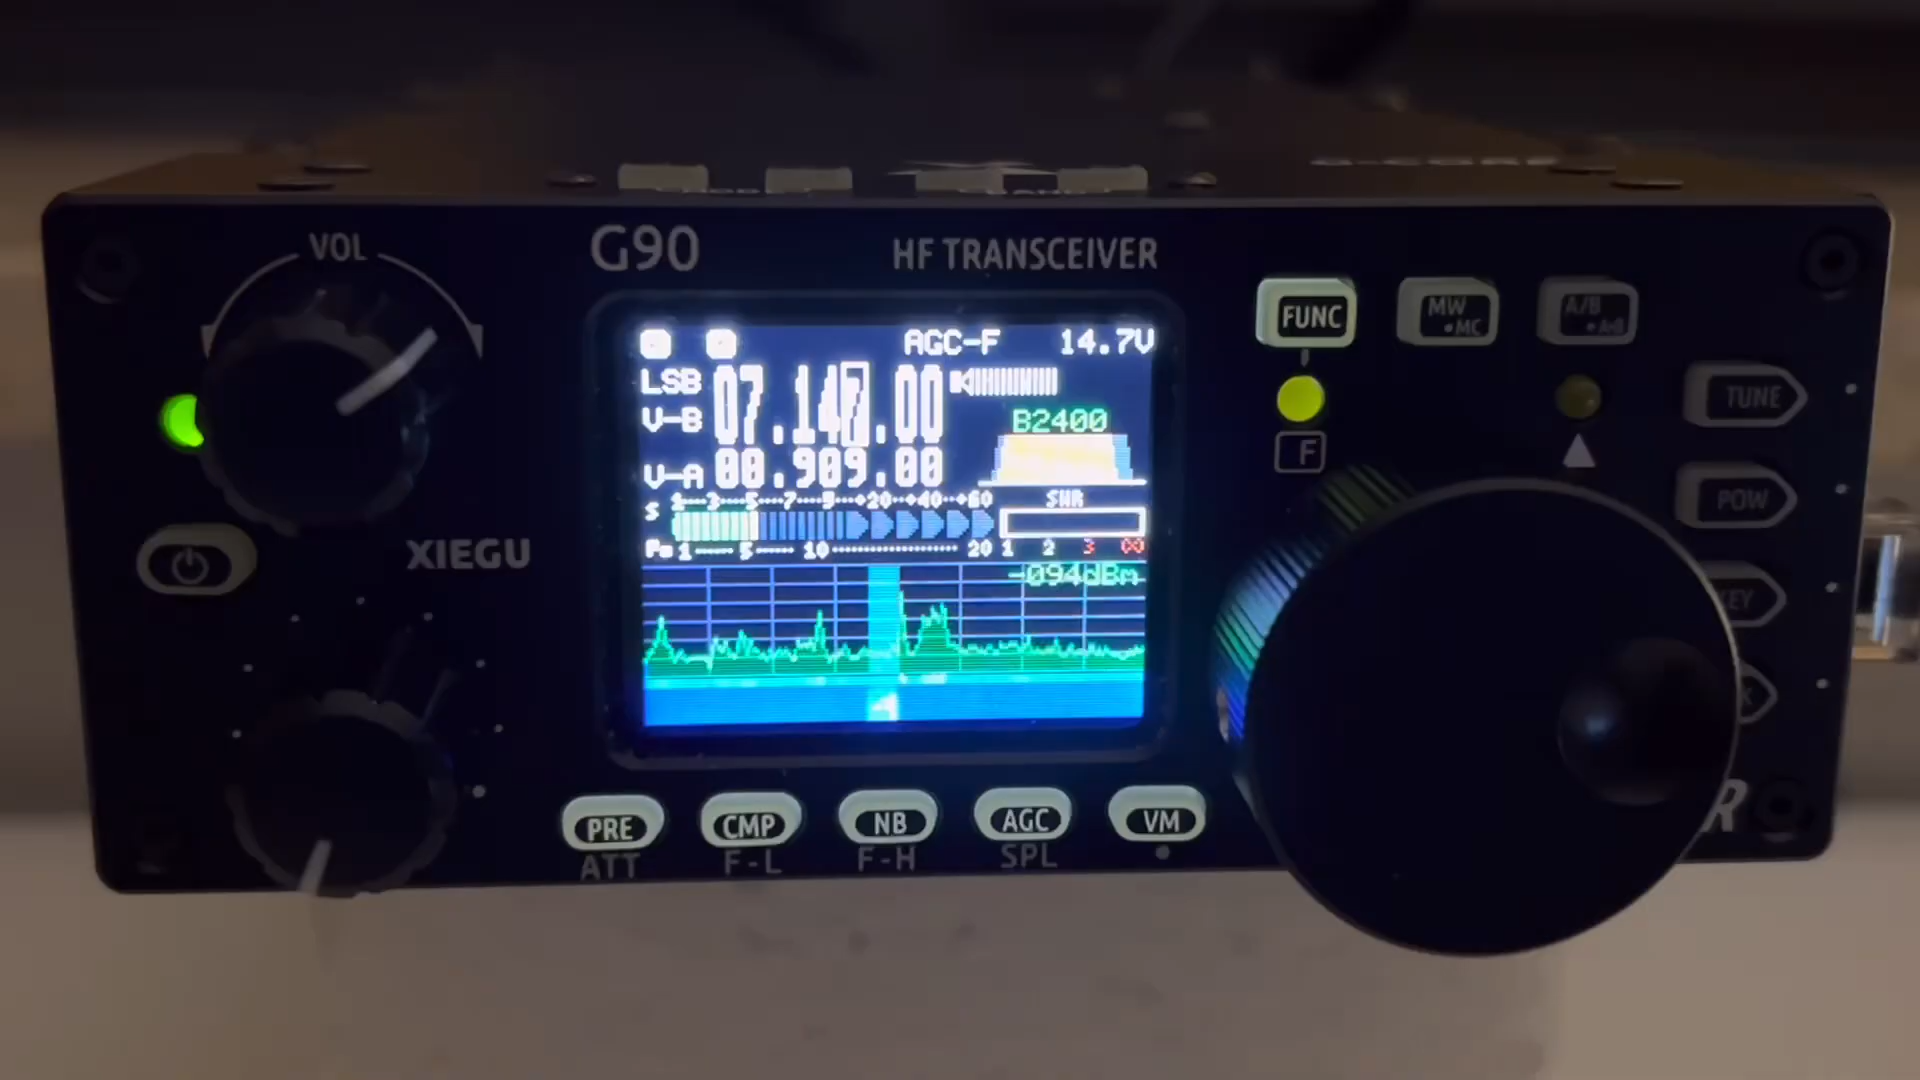 VOL
G90 HF TRANSCEIVER
AGC-F 14.7V
LSB 07.147.00
V-B
B2400
V-A 00.909.00
S 1 3 5 7 9 +20 +40 +60 SWR
Po 1 5 10 20 1 2 3 ∞
-094dBm
XIEGU
FUNC
MW
MC
A/B
F
TUNE
POW
PRE CMP NB AGC VM
ATT F-L F-H SPL
R